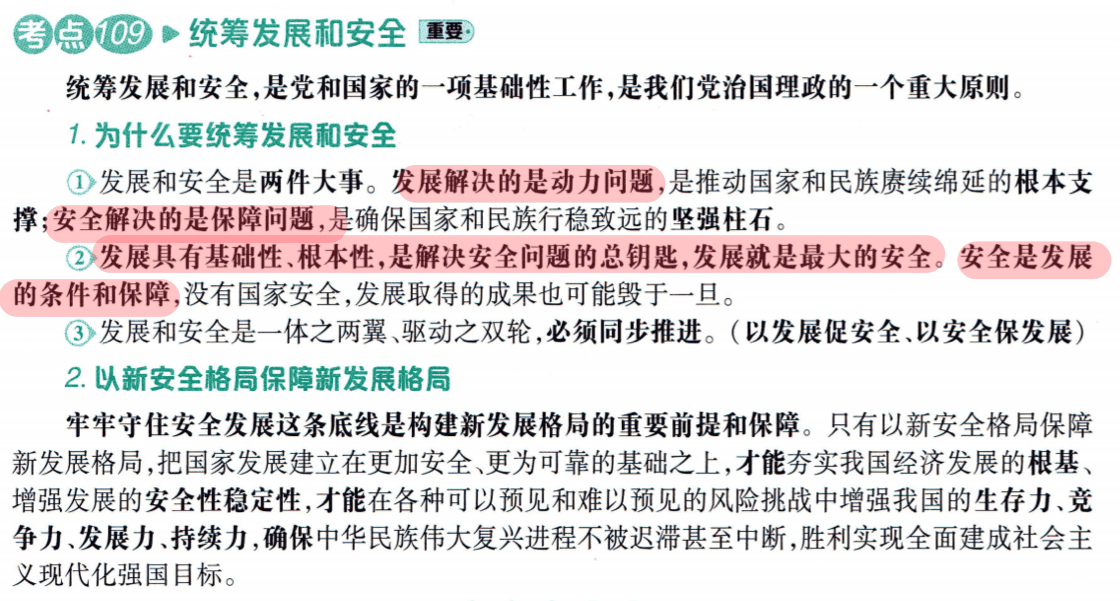 考点109 ▶ 统筹发展和安全 重要
统筹发展和安全,是党和国家的一项基础性工作,是我们党治国理政的一个重大原则。
1. 为什么要统筹发展和安全
①发展和安全是两件大事。发展解决的是动力问题,是推动国家和民族赓续绵延的根本支
撑;安全解决的是保障问题,是确保国家和民族行稳致远的坚强柱石。
②发展具有基础性、根本性,是解决安全问题的总钥匙,发展就是最大的安全。安全是发展
的条件和保障,没有国家安全,发展取得的成果也可能毁于一旦。
③发展和安全是一体之两翼、驱动之双轮,必须同步推进。(以发展促安全、以安全保发展)
2. 以新安全格局保障新发展格局
牢牢守住安全发展这条底线是构建新发展格局的重要前提和保障。只有以新安全格局保障
新发展格局,把国家发展建立在更加安全、更为可靠的基础之上,才能夯实我国经济发展的根基、
增强发展的安全性稳定性,才能在各种可以预见和难以预见的风险挑战中增强我国的生存力、竞
争力、发展力、持续力,确保中华民族伟大复兴进程不被迟滞甚至中断,胜利实现全面建成社会主
义现代化强国目标。